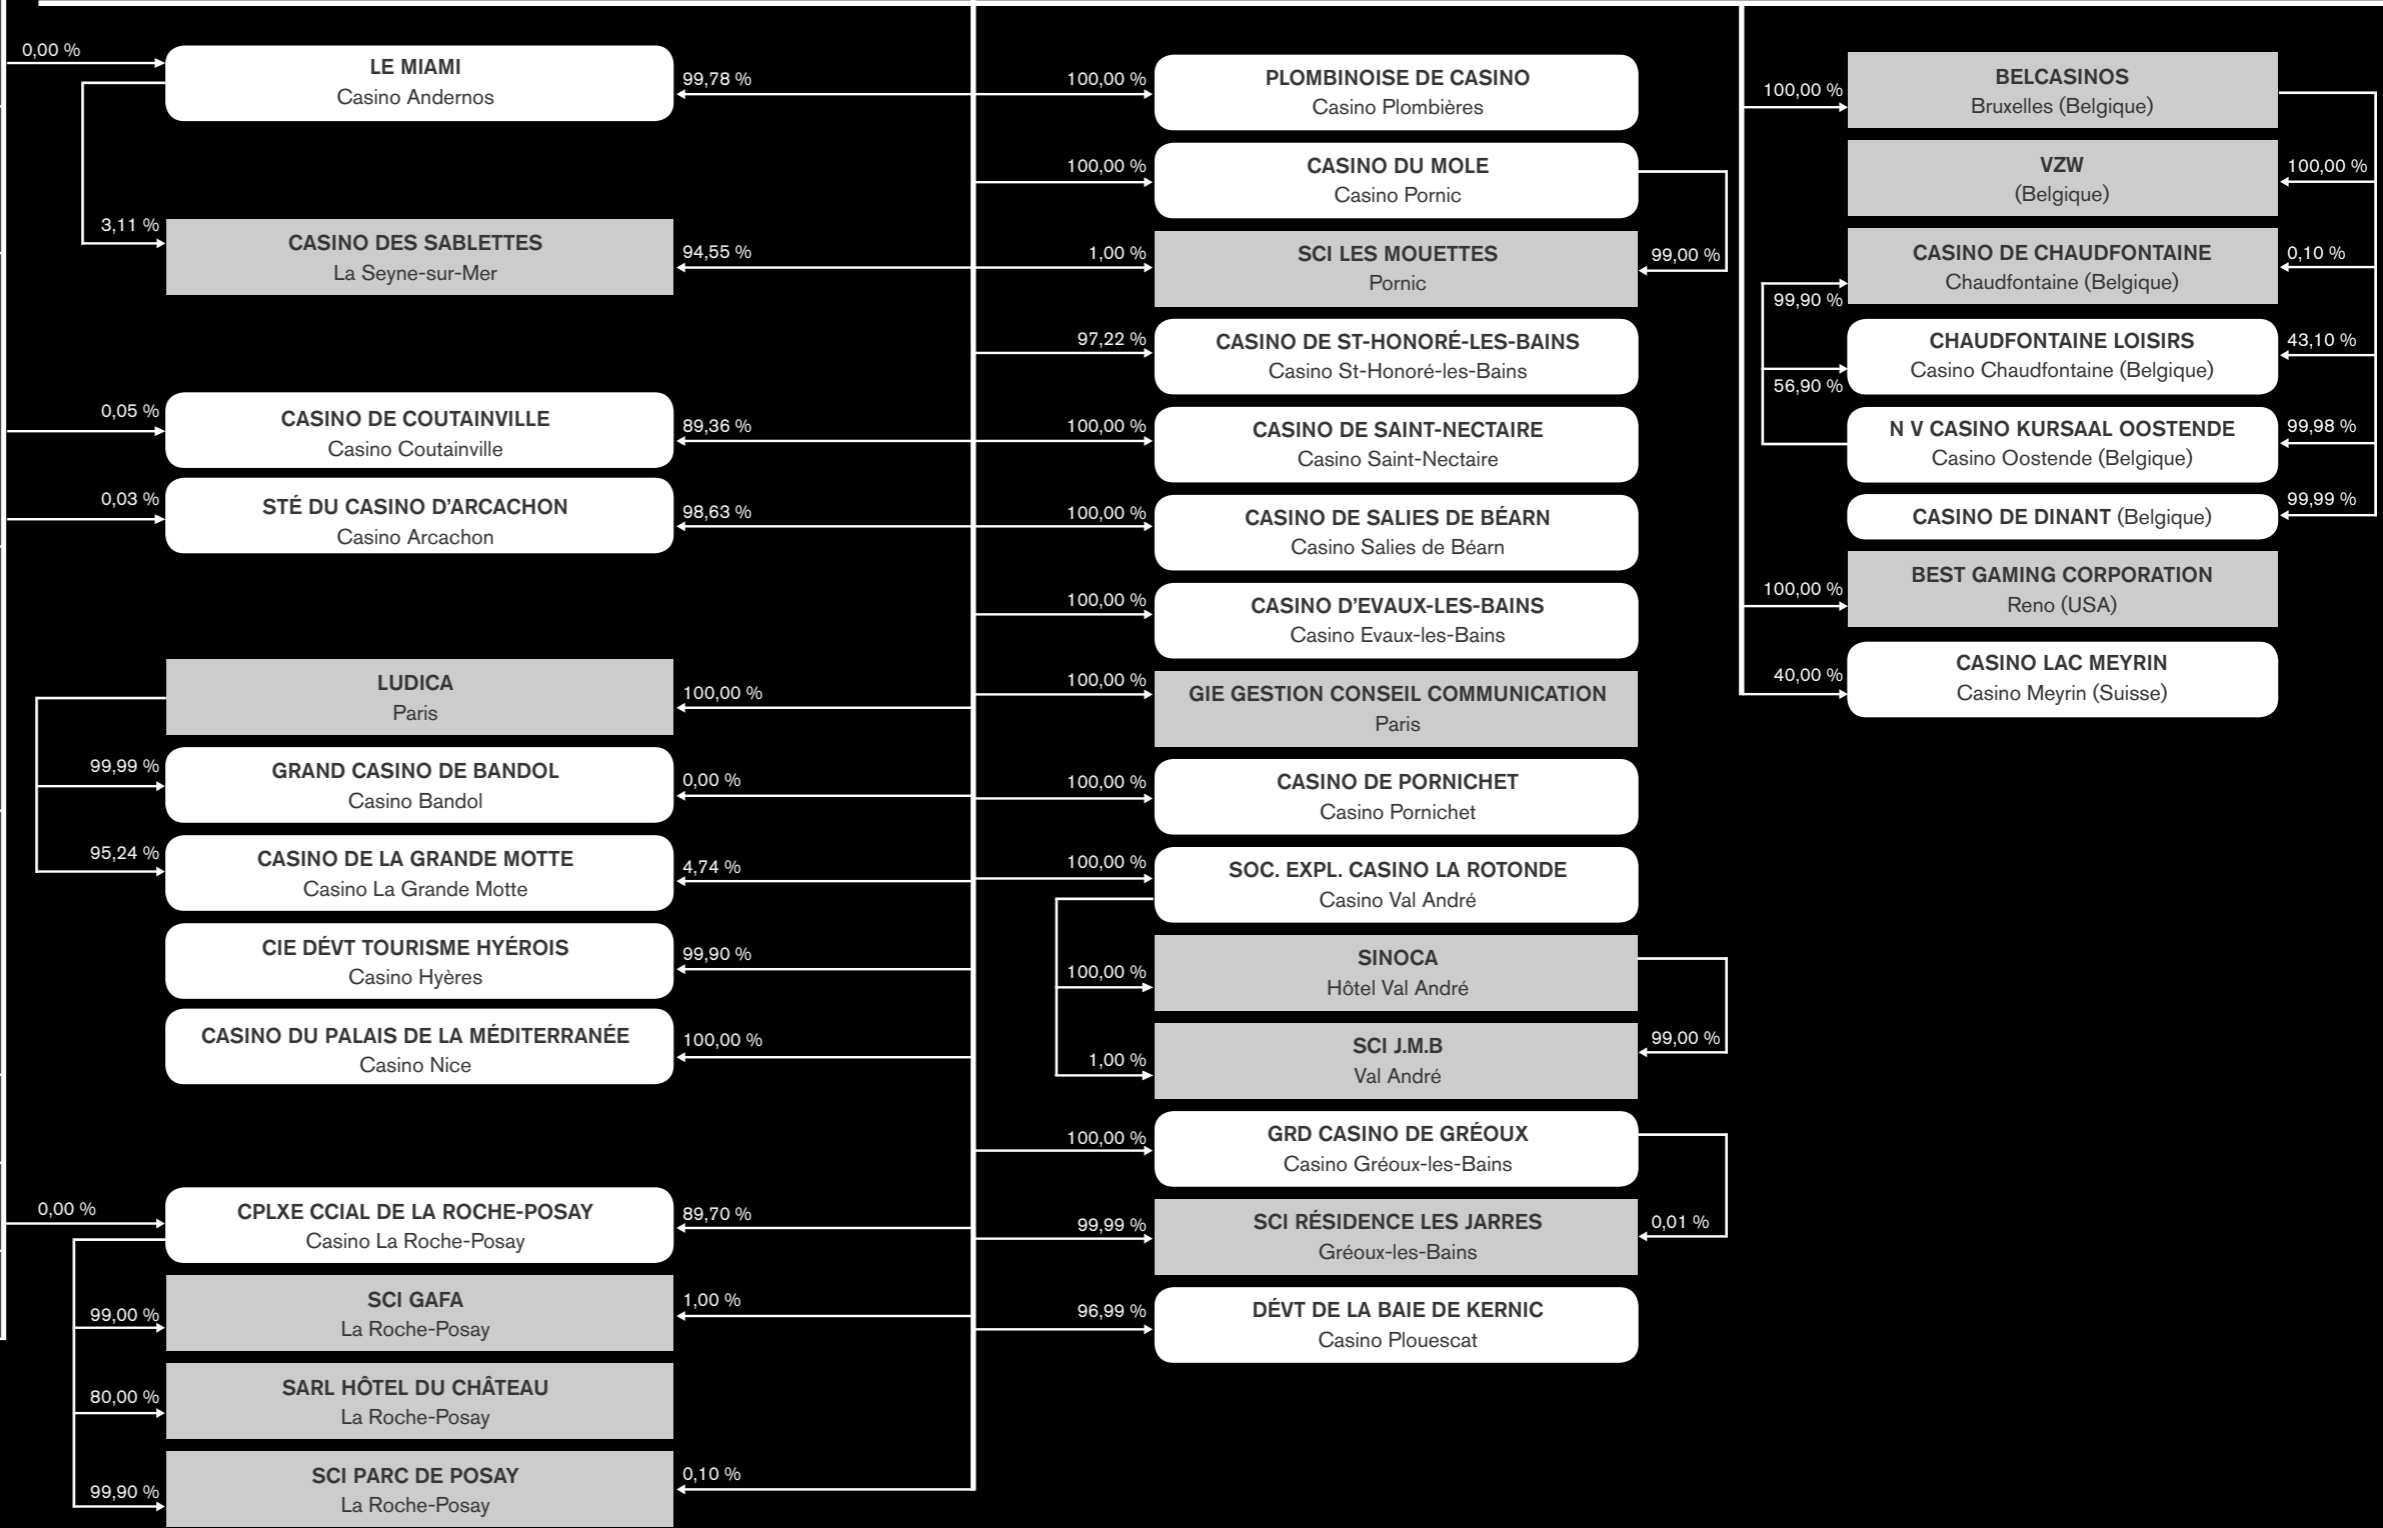 0,00 %
LE MIAMI
Casino Andernos
99,78 %
3,11 %
CASINO DES SABLETTES
La Seyne-sur-Mer
94,55 %
0,05 %
CASINO DE COUTAINVILLE
Casino Coutainville
89,36 %
0,03 %
STÉ DU CASINO D'ARCACHON
Casino Arcachon
98,63 %
LUDICA
Paris
100,00 %
99,99 %
GRAND CASINO DE BANDOL
Casino Bandol
0,00 %
95,24 %
CASINO DE LA GRANDE MOTTE
Casino La Grande Motte
4,74 %
CIE DÉVT TOURISME HYÉROIS
Casino Hyères
99,90 %
CASINO DU PALAIS DE LA MÉDITERRANÉE
Casino Nice
100,00 %
0,00 %
CPLXE CCIAL DE LA ROCHE-POSAY
Casino La Roche-Posay
89,70 %
99,00 %
SCI GAFA
La Roche-Posay
1,00 %
80,00 %
SARL HÔTEL DU CHÂTEAU
La Roche-Posay
99,90 %
SCI PARC DE POSAY
La Roche-Posay
0,10 %
100,00 %
PLOMBINOISE DE CASINO
Casino Plombières
100,00 %
CASINO DU MOLE
Casino Pornic
1,00 %
SCI LES MOUETTES
Pornic
99,00 %
97,22 %
CASINO DE ST-HONORÉ-LES-BAINS
Casino St-Honoré-les-Bains
100,00 %
CASINO DE SAINT-NECTAIRE
Casino Saint-Nectaire
100,00 %
CASINO DE SALIES DE BÉARN
Casino Salies de Béarn
100,00 %
CASINO D'EVAUX-LES-BAINS
Casino Evaux-les-Bains
100,00 %
GIE GESTION CONSEIL COMMUNICATION
Paris
100,00 %
CASINO DE PORNICHET
Casino Pornichet
100,00 %
SOC. EXPL. CASINO LA ROTONDE
Casino Val André
100,00 %
SINOCA
Hôtel Val André
1,00 %
SCI J.M.B
Val André
99,00 %
100,00 %
GRD CASINO DE GRÉOUX
Casino Gréoux-les-Bains
99,99 %
SCI RÉSIDENCE LES JARRES
Gréoux-les-Bains
0,01 %
96,99 %
DÉVT DE LA BAIE DE KERNIC
Casino Plouescat
100,00 %
BELCASINOS
Bruxelles (Belgique)
VZW
(Belgique)
100,00 %
CASINO DE CHAUDFONTAINE
Chaudfontaine (Belgique)
0,10 %
99,90 %
CHAUDFONTAINE LOISIRS
Casino Chaudfontaine (Belgique)
43,10 %
56,90 %
N V CASINO KURSAAL OOSTENDE
Casino Oostende (Belgique)
99,98 %
CASINO DE DINANT (Belgique)
99,99 %
100,00 %
BEST GAMING CORPORATION
Reno (USA)
40,00 %
CASINO LAC MEYRIN
Casino Meyrin (Suisse)